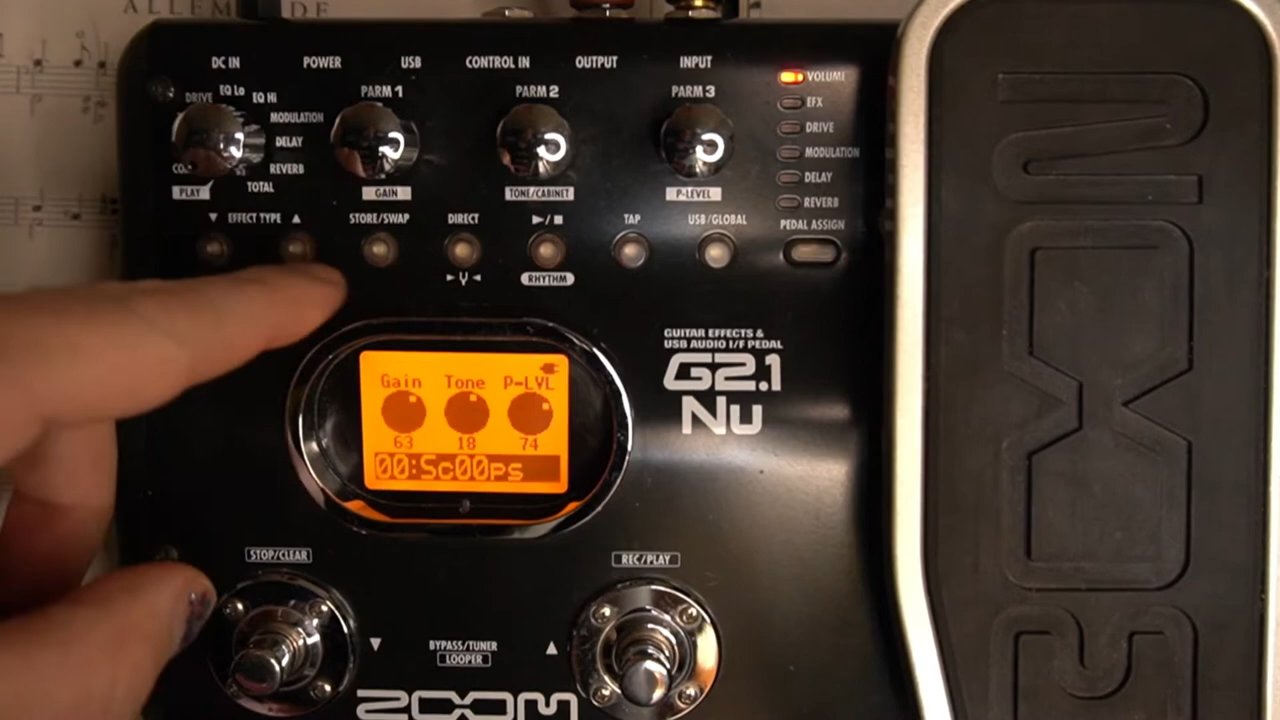 ALLEMANDE
DC IN POWER USB CONTROL IN OUTPUT INPUT
DRIVE EQ Lo EQ Hi PARM 1 PARM 2 PARM 3
MODULATION
DELAY
REVERB
TOTAL
PLAY GAIN TONE/CABINET P-LEVEL
VOLUME
EFX
DRIVE
MODULATION
DELAY
REVERB
PEDAL ASSIGN
▼ EFFECT TYPE ▲ STORE/SWAP DIRECT ►/■ TAP USB/GLOBAL
RHYTHM
GUITAR EFFECTS &
USB AUDIO I/F PEDAL
G2.1
Nu
Gain Tone P-LVL
63 18 74
00:Sc00ps
STOP/CLEAR REC/PLAY
▼ BYPASS/TUNER ▲
LOOPER
ZOOM
ZOOM